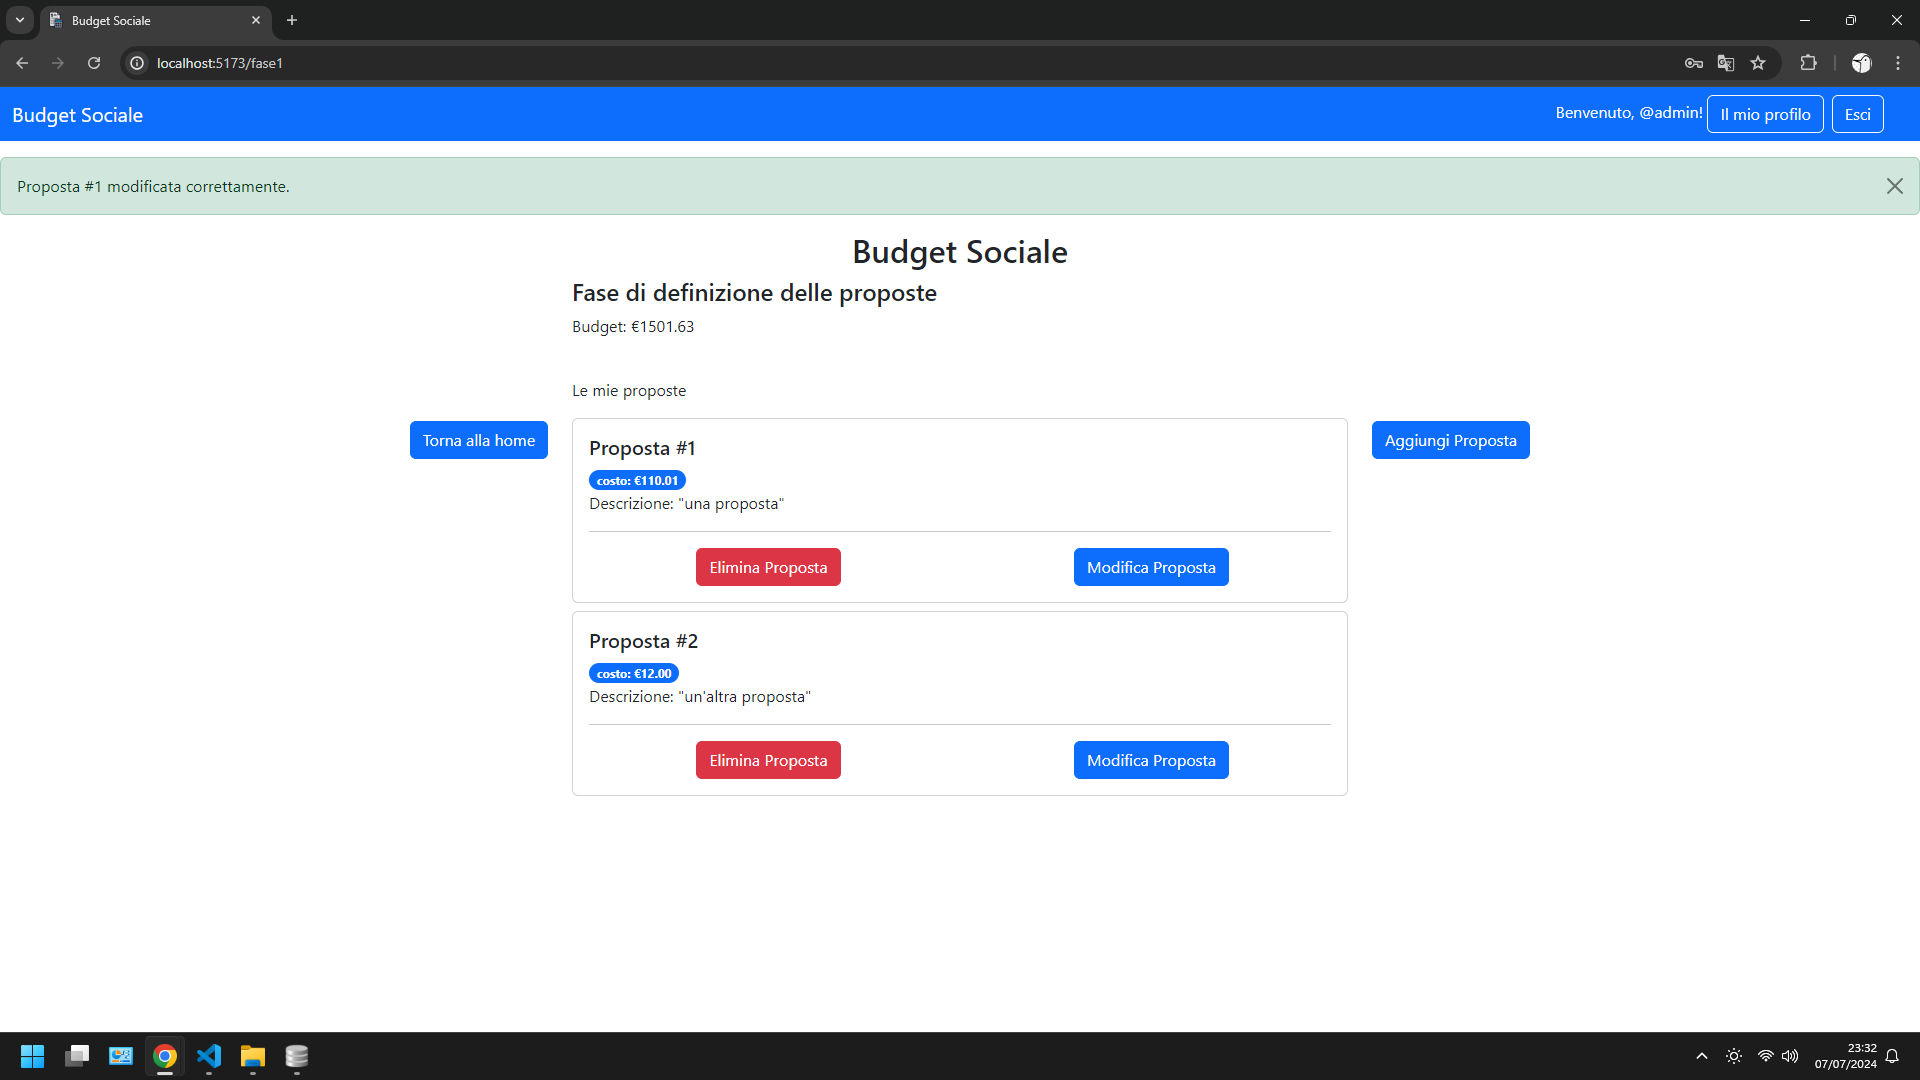 Budget Sociale
localhost:5173/fase1
Budget Sociale
Benvenuto, @admin!
Il mio profilo
Esci
Proposta #1 modificata correttamente.
Budget Sociale
Fase di definizione delle proposte
Budget: €1501.63
Le mie proposte
Torna alla home
Aggiungi Proposta
Proposta #1
costo: €110.01
Descrizione: "una proposta"
Elimina Proposta
Modifica Proposta
Proposta #2
costo: €12.00
Descrizione: "un'altra proposta"
Elimina Proposta
Modifica Proposta
23:32
07/07/2024